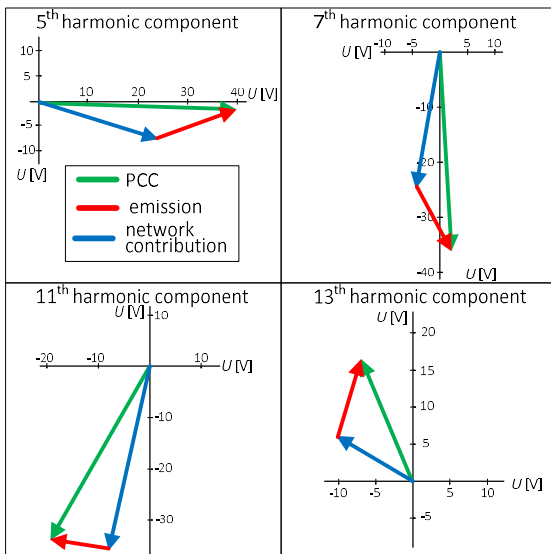 5th harmonic component
10
5
10
20
30
40
U [V]
-5
-10
U [V]
PCC
emission
network
contribution
7th harmonic component
U [V]
-10
-5
5
10
-10
-20
-30
-40
U [V]
11th harmonic component
U [V]
10
-20
-10
10
U [V]
-10
-20
-30
13th harmonic component
U [V]
20
15
10
5
U [V]
-10
-5
5
10
-5